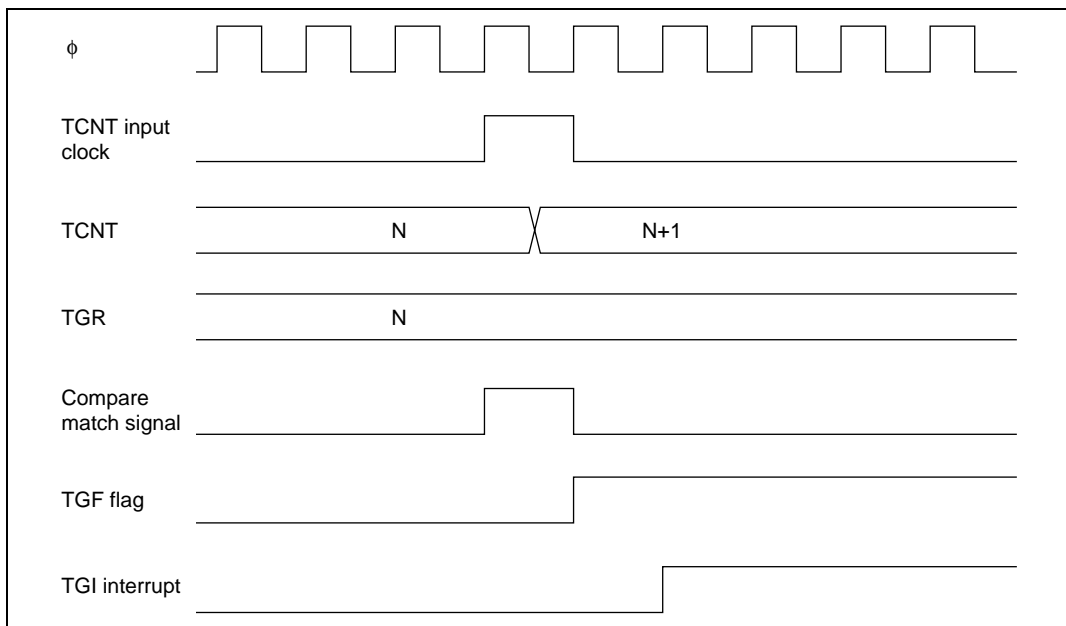 ϕ
TCNT input
clock
TCNT
N
N+1
TGR
N
Compare
match signal
TGF flag
TGI interrupt